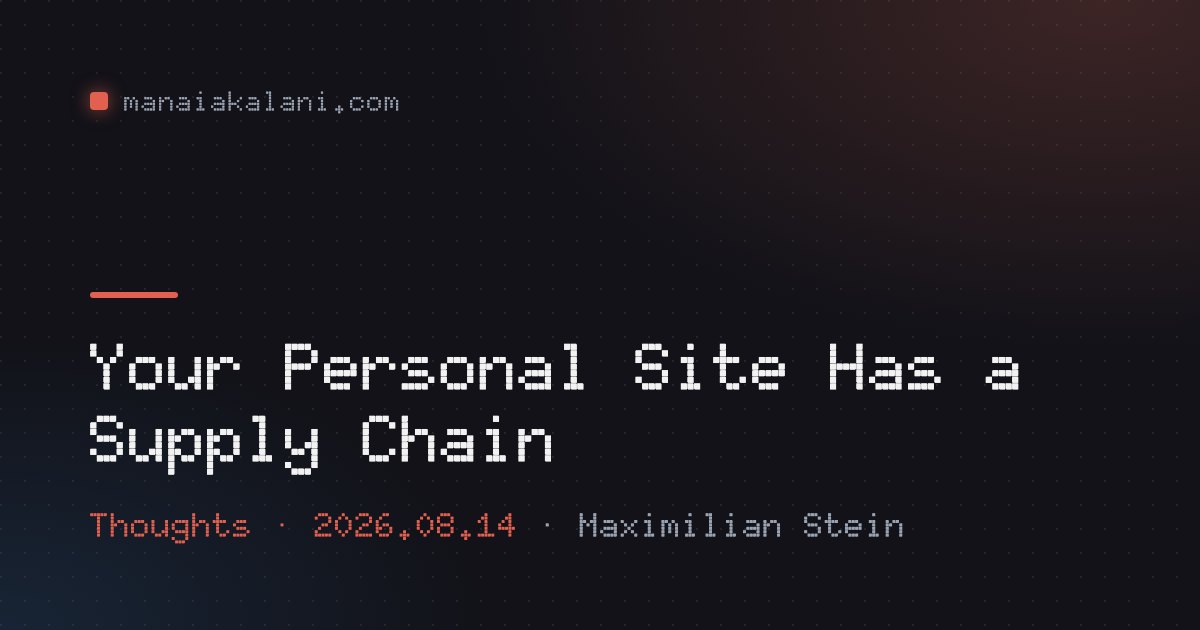 manaiakalani.com
Your Personal Site Has a
Supply Chain
Thoughts · 2026.08.14 · Maximilian Stein